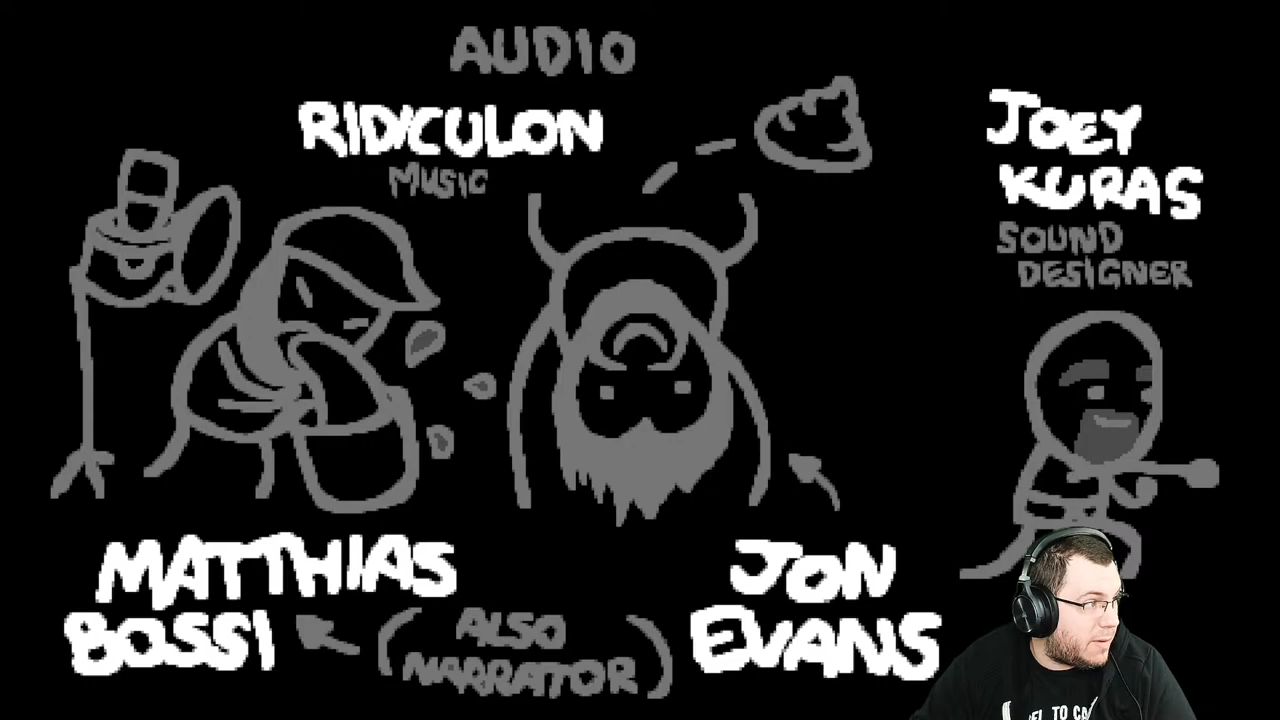 AUDIO
RIDICULON
MUSIC
JOEY
KURAS
SOUND
DESIGNER
MATTHIAS
BOSSI
(ALSO
NARRATOR)
JON
EVANS